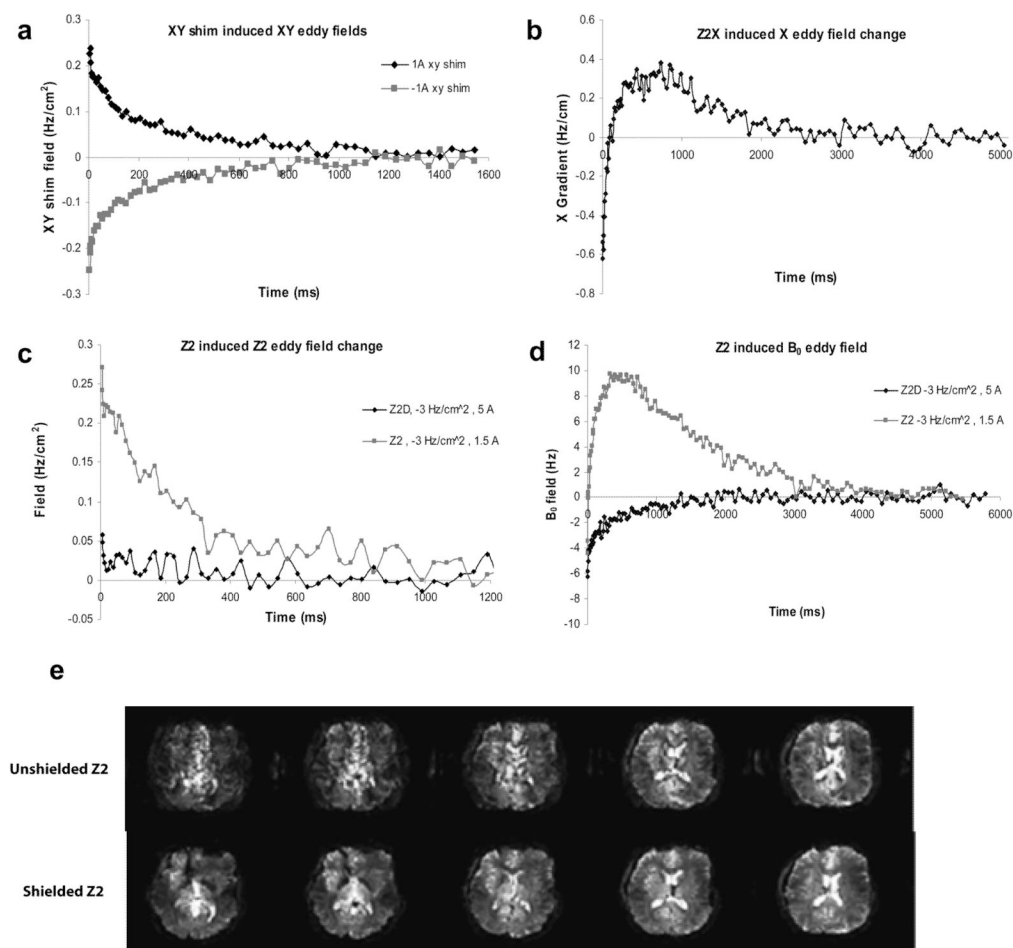 a
XY shim induced XY eddy fields
0.3
0.2
0.1
0
-0.1
-0.2
-0.3
XY shim field (Hz/cm²)
0 200 400 600 800 1000 1200 1400 1600
Time (ms)
1A xy shim
-1A xy shim
b
Z2X induced X eddy field change
0.6
0.4
0.2
0
-0.2
-0.4
-0.6
-0.8
X Gradient (Hz/cm)
0 1000 2000 3000 4000 5000
Time (ms)
c
Z2 induced Z2 eddy field change
0.3
0.25
0.2
0.15
0.1
0.05
0
-0.05
Field (Hz/cm²)
0 200 400 600 800 1000 1200
Time (ms)
Z2D, -3 Hz/cm^2 , 5 A
Z2 , -3 Hz/cm^2 , 1.5 A
d
Z2 induced B₀ eddy field
12
10
8
6
4
2
0
-2
-4
-6
-8
-10
B₀ field (Hz)
0 1000 2000 3000 4000 5000 6000
Time (ms)
Z2D -3 Hz/cm^2 , 5 A
Z2 -3 Hz/cm^2 , 1.5 A
e
Unshielded Z2
Shielded Z2